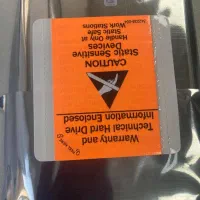 Warranty and
Technical Hard Drive
Information Enclosed
CAUTION
Static Sensitive
Devices
Handle Only at
Static Safe
Work Stations